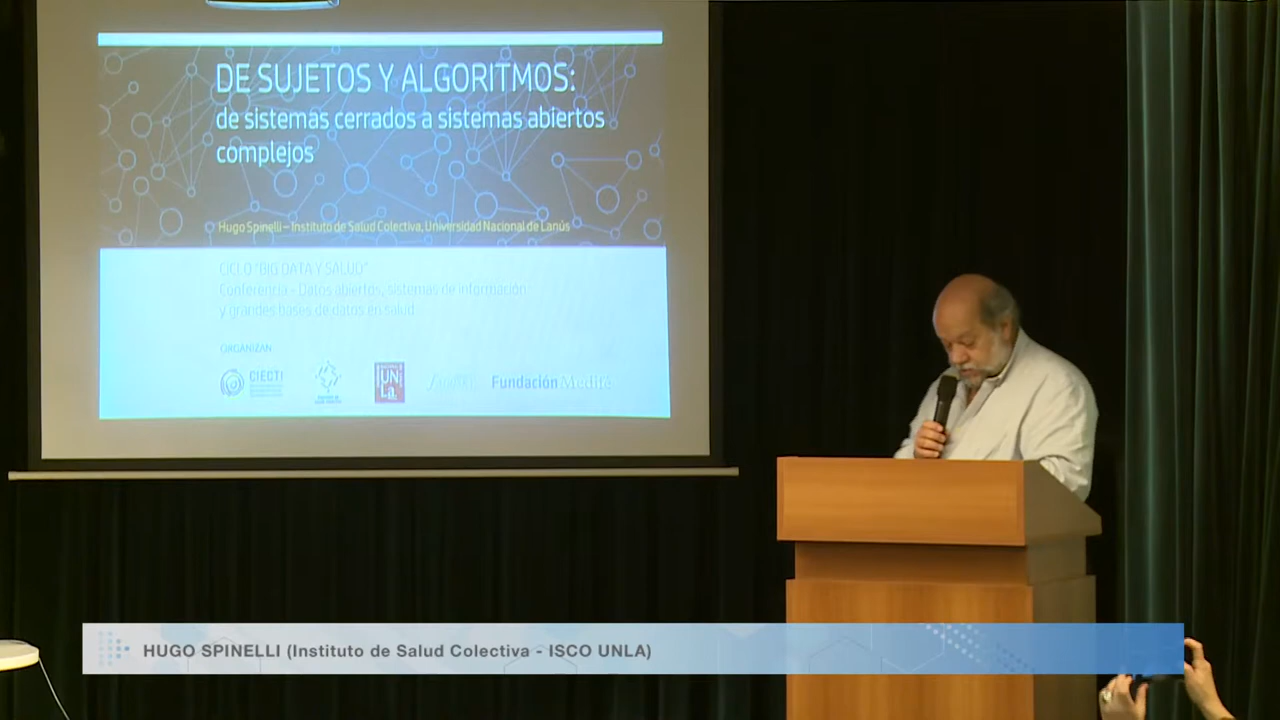 DE SUJETOS Y ALGORITMOS:
de sistemas cerrados a sistemas abiertos
complejos
Hugo Spinelli – Instituto de Salud Colectiva, Universidad Nacional de Lanús
CICLO "BIG DATA Y SALUD"
Conferencia - Datos abiertos, sistemas de información
y grandes bases de datos en salud
ORGANIZAN
CIECTI
UN
La
Fundación Medifé
HUGO SPINELLI (Instituto de Salud Colectiva - ISCO UNLA)